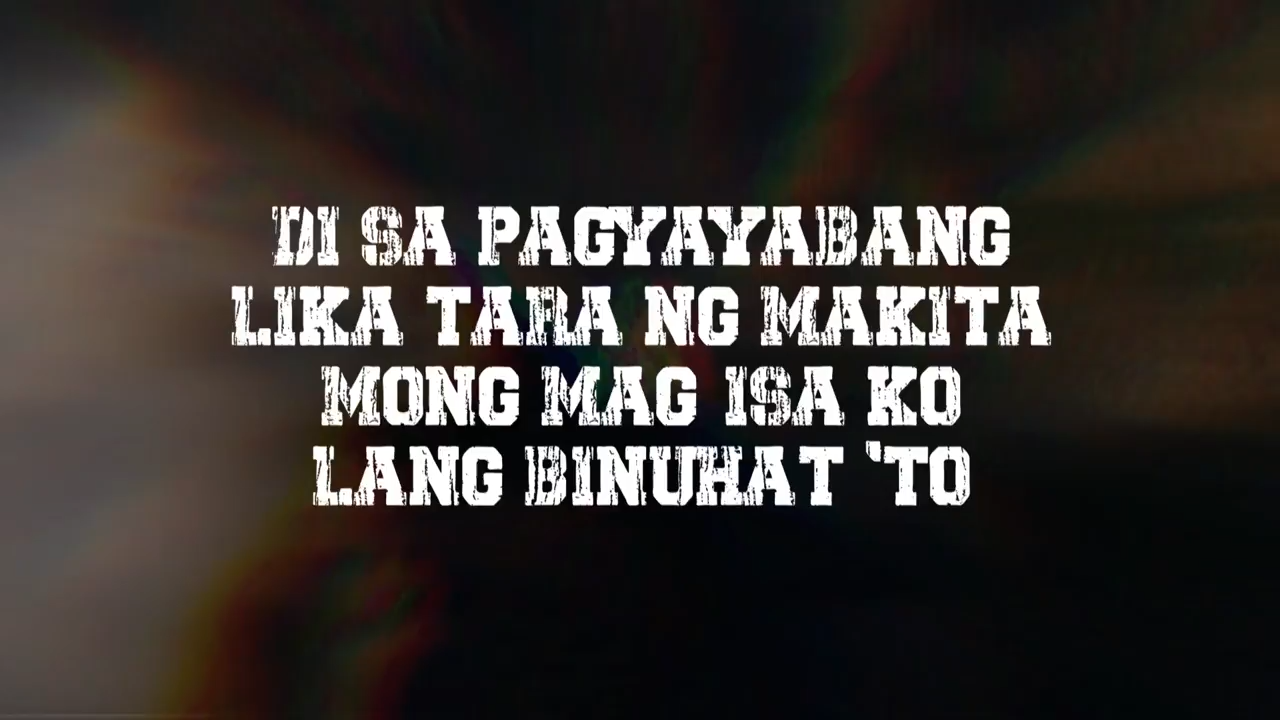 DI SA PAGYAYABANG
LIKA TARA NG MAKITA
MONG MAG ISA KO
LANG BINUHAT 'TO